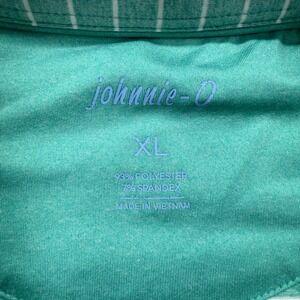 johnnie-O
XL
93% POLYESTER
7% SPANDEX
MADE IN VIETNAM